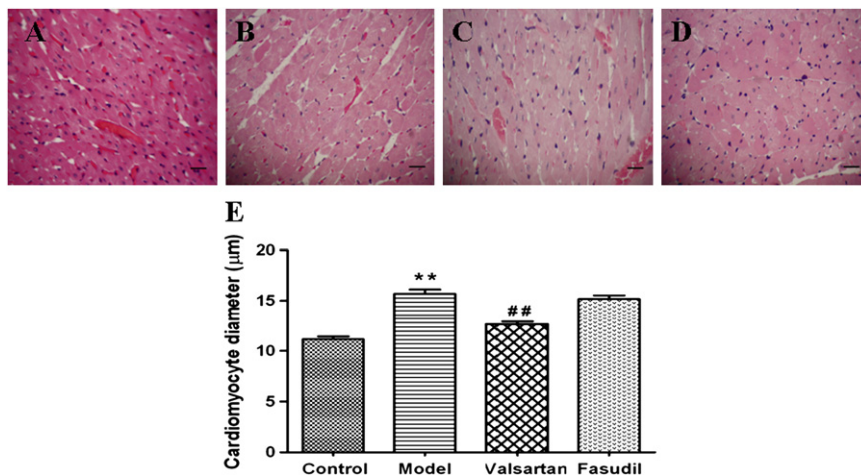 A
B
C
D
E
Cardiomyocyte diameter (μm)
20
15
10
5
0
**
##
Control Model Valsartan Fasudil